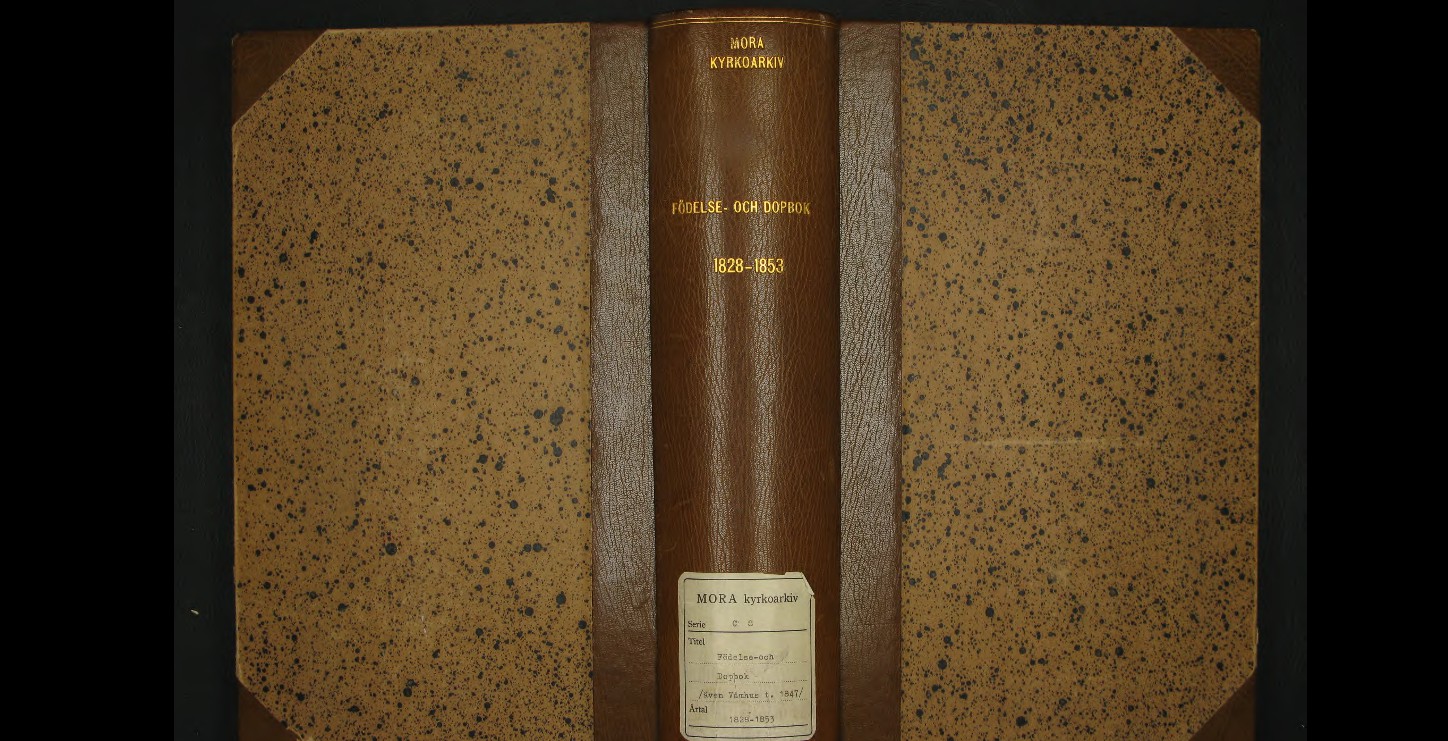 MORA
KYRKOARKIV
FÖDELSE- OCH DOPBOK
1828-1853
MORA kyrkoarkiv
Serie C
Titel
Födelse-och
Dopbok
/även Våmhus t. 1847/
Årtal
1828-1853